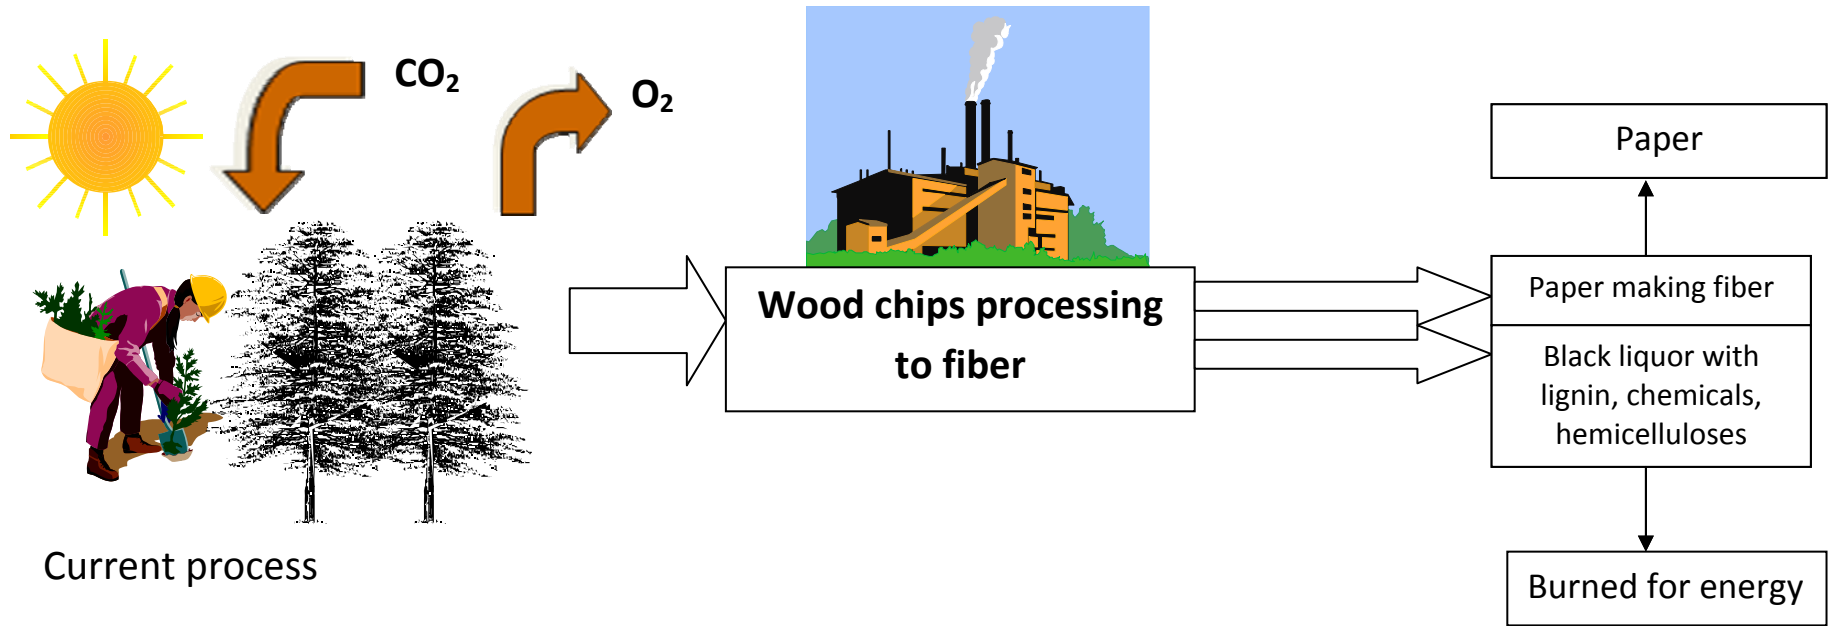 CO₂
O₂
Wood chips processing
to fiber
Paper
Paper making fiber
Black liquor with
lignin, chemicals,
hemicelluloses
Burned for energy
Current process